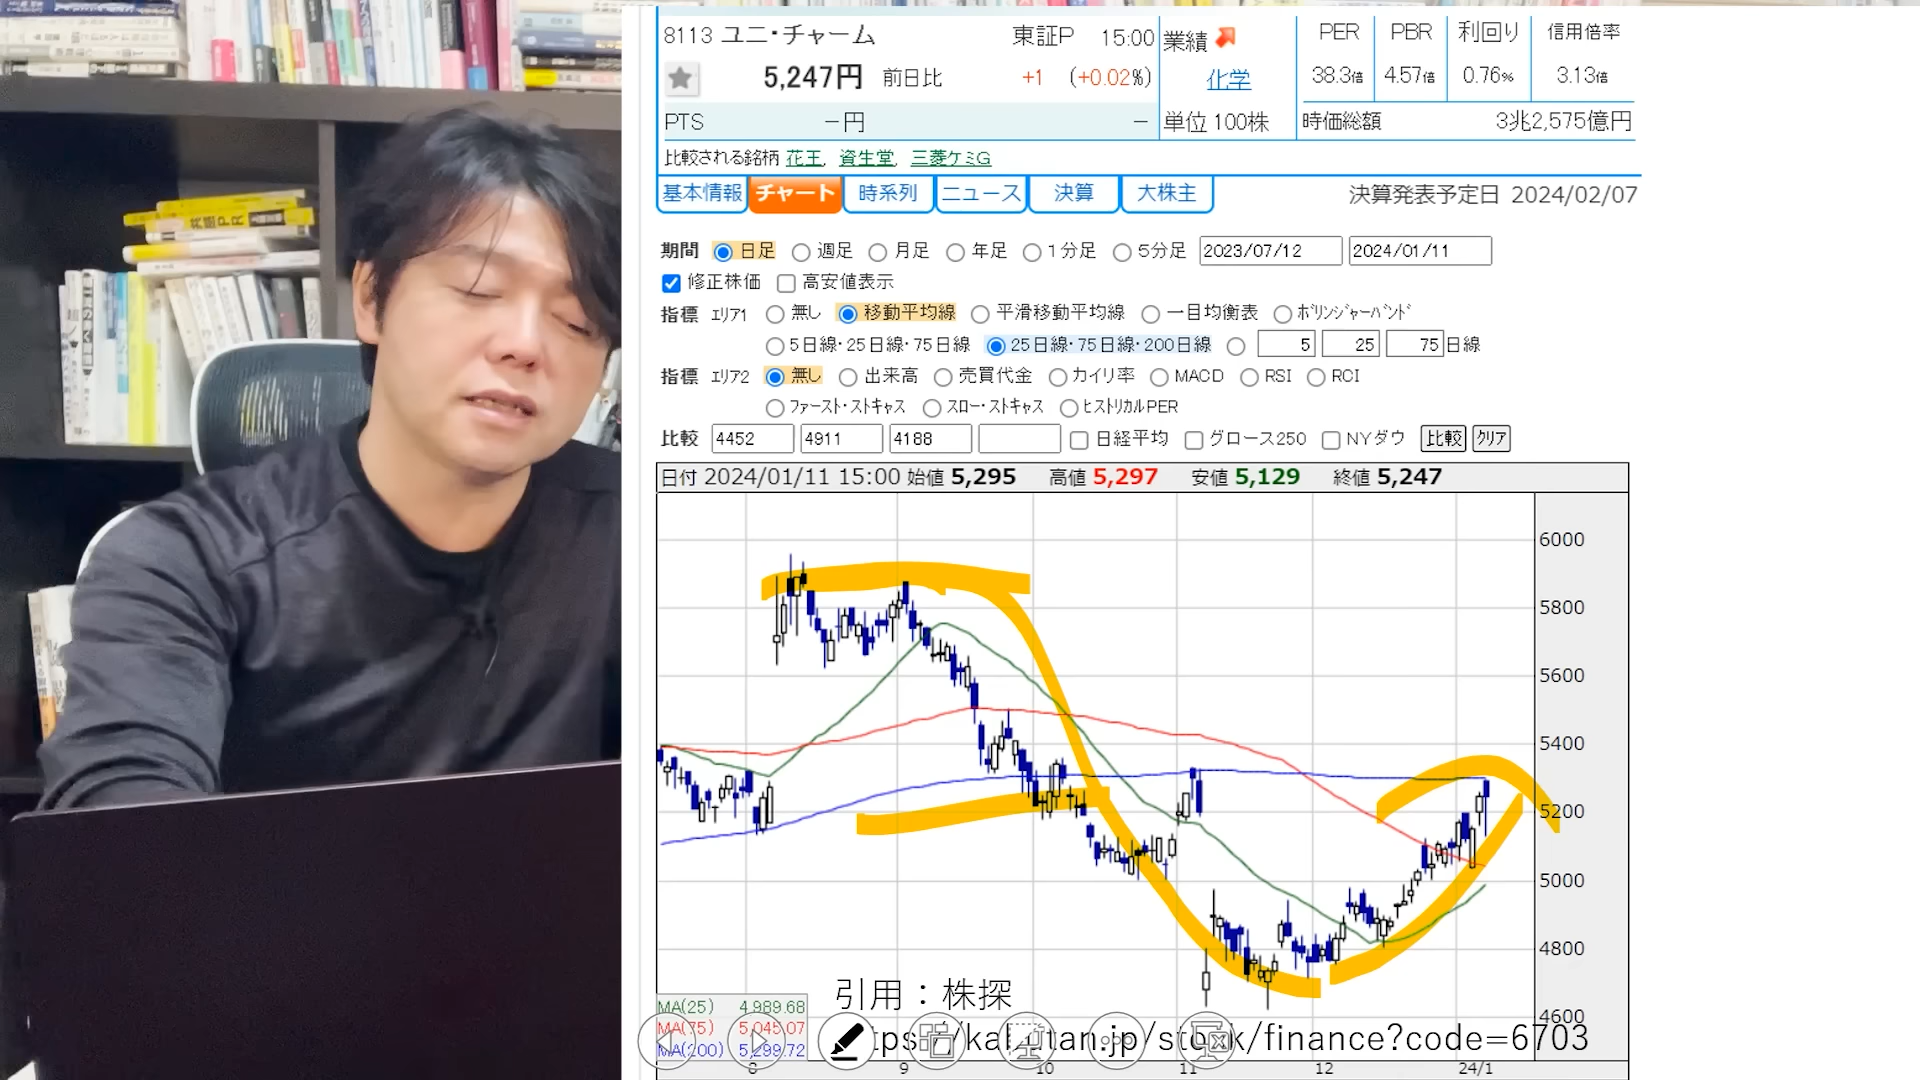 8113 ユニ・チャーム 東証P 15:00
業績
PER PBR 利回り 信用倍率
5,247円 前日比 +1 (+0.02%)
化学
38.3倍 4.57倍 0.76% 3.13倍
PTS －円 －
単位 100株
時価総額 3兆2,575億円
比較される銘柄 花王, 資生堂, 三菱ケミG
基本情報 チャート 時系列 ニュース 決算 大株主
決算発表予定日 2024/02/07
期間 日足 週足 月足 年足 1分足 5分足 2023/07/12 2024/01/11
修正株価 高安値表示
指標 エリア1 無し 移動平均線 平滑移動平均線 一目均衡表 ボリンジャーバンド
5日線・25日線・75日線 25日線・75日線・200日線 5 25 75 日線
指標 エリア2 無し 出来高 売買代金 カイリ率 MACD RSI RCI
ファースト・ストキャス スロー・ストキャス ヒストリカルPER
比較 4452 4911 4188 日経平均 グロース250 NYダウ 比較 クリア
日付 2024/01/11 15:00 始値 5,295 高値 5,297 安値 5,129 終値 5,247
6000
5800
5600
5400
5200
5000
4800
4600
引用：株探
MA(25) 4,989.68
MA(75) 5,045.07
MA(200) 5,299.72
/finance?code=6703
8 9 10 11 12 24/1